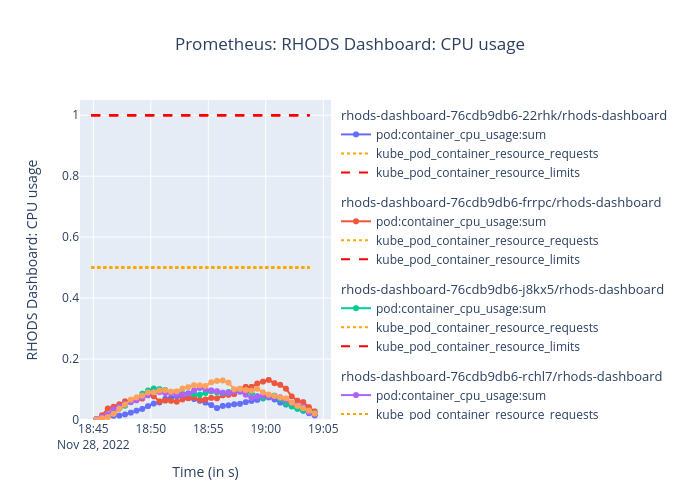 Prometheus: RHODS Dashboard: CPU usage
RHODS Dashboard: CPU usage
1
0.8
0.6
0.4
0.2
0
18:45
18:50
18:55
19:00
19:05
Nov 28, 2022
Time (in s)
rhods-dashboard-76cdb9db6-22rhk/rhods-dashboard
pod:container_cpu_usage:sum
kube_pod_container_resource_requests
kube_pod_container_resource_limits
rhods-dashboard-76cdb9db6-frrpc/rhods-dashboard
pod:container_cpu_usage:sum
kube_pod_container_resource_requests
kube_pod_container_resource_limits
rhods-dashboard-76cdb9db6-j8kx5/rhods-dashboard
pod:container_cpu_usage:sum
kube_pod_container_resource_requests
kube_pod_container_resource_limits
rhods-dashboard-76cdb9db6-rchl7/rhods-dashboard
pod:container_cpu_usage:sum
kube_pod_container_resource_requests